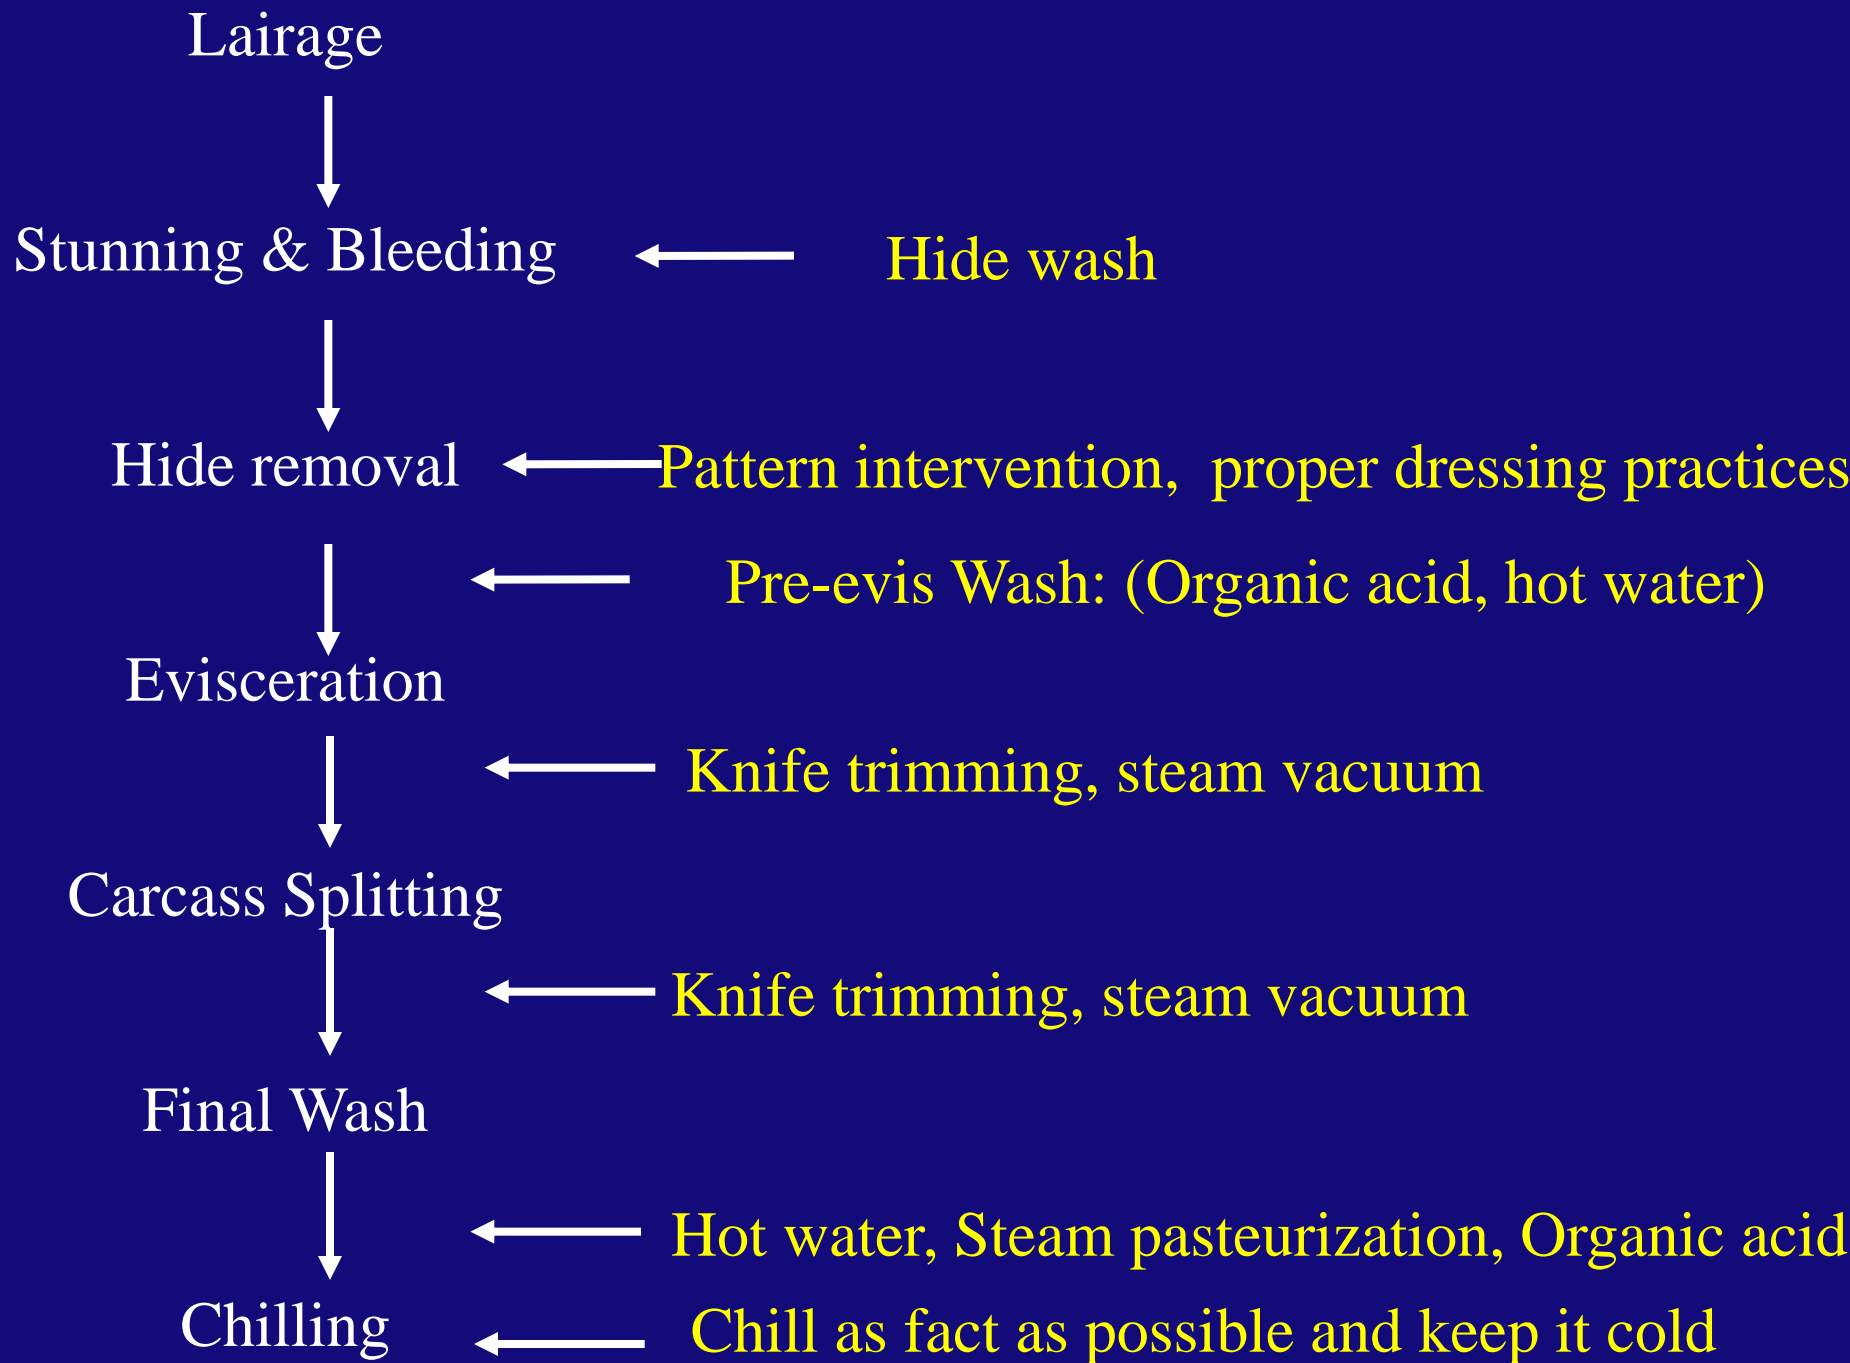 Lairage
Stunning & Bleeding
Hide wash
Hide removal
Pattern intervention, proper dressing practices
Pre-evis Wash: (Organic acid, hot water)
Evisceration
Knife trimming, steam vacuum
Carcass Splitting
Knife trimming, steam vacuum
Final Wash
Hot water, Steam pasteurization, Organic acid
Chilling
Chill as fact as possible and keep it cold